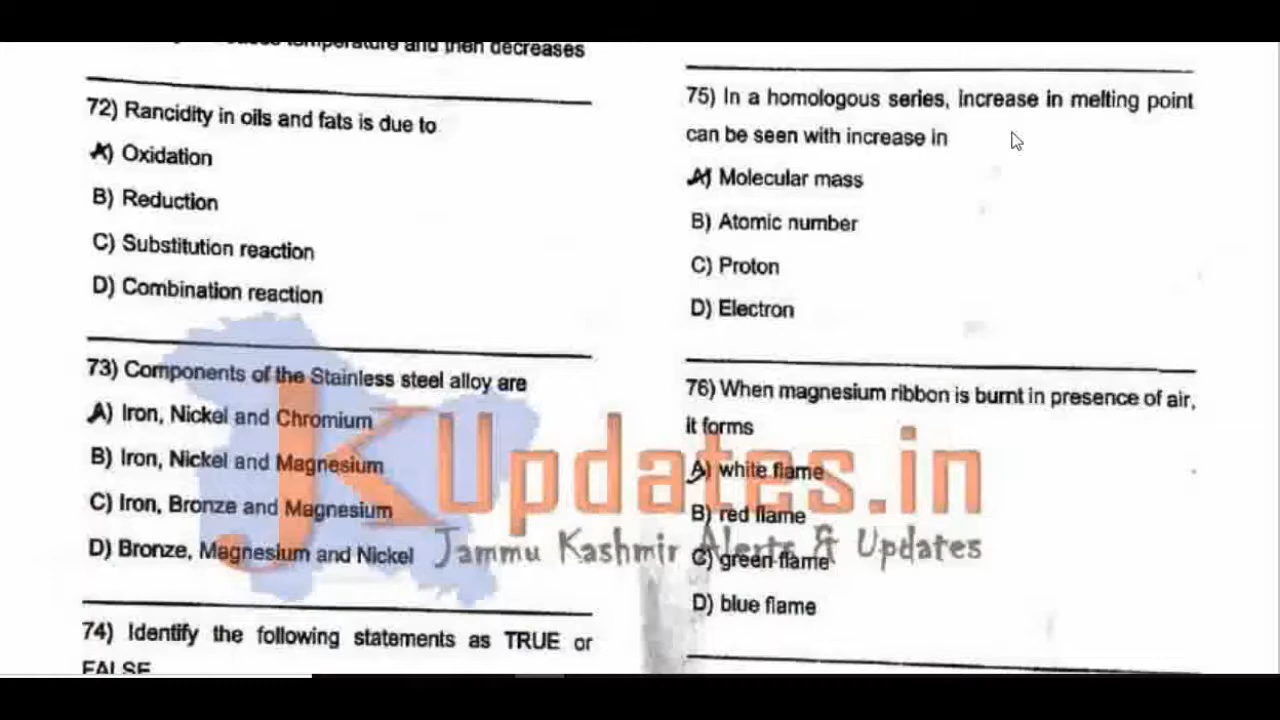 temperature and then decreases
72) Rancidity in oils and fats is due to
A) Oxidation
B) Reduction
C) Substitution reaction
D) Combination reaction
73) Components of the Stainless steel alloy are
A) Iron, Nickel and Chromium
B) Iron, Nickel and Magnesium
C) Iron, Bronze and Magnesium
D) Bronze, Magnesium and Nickel
74) Identify the following statements as TRUE or
FALSE
75) In a homologous series, increase in melting point
can be seen with increase in
A) Molecular mass
B) Atomic number
C) Proton
D) Electron
76) When magnesium ribbon is burnt in presence of air,
it forms
A) white flame
B) red flame
C) green flame
D) blue flame
JKUpdates.in
Jammu Kashmir Alerts & Updates